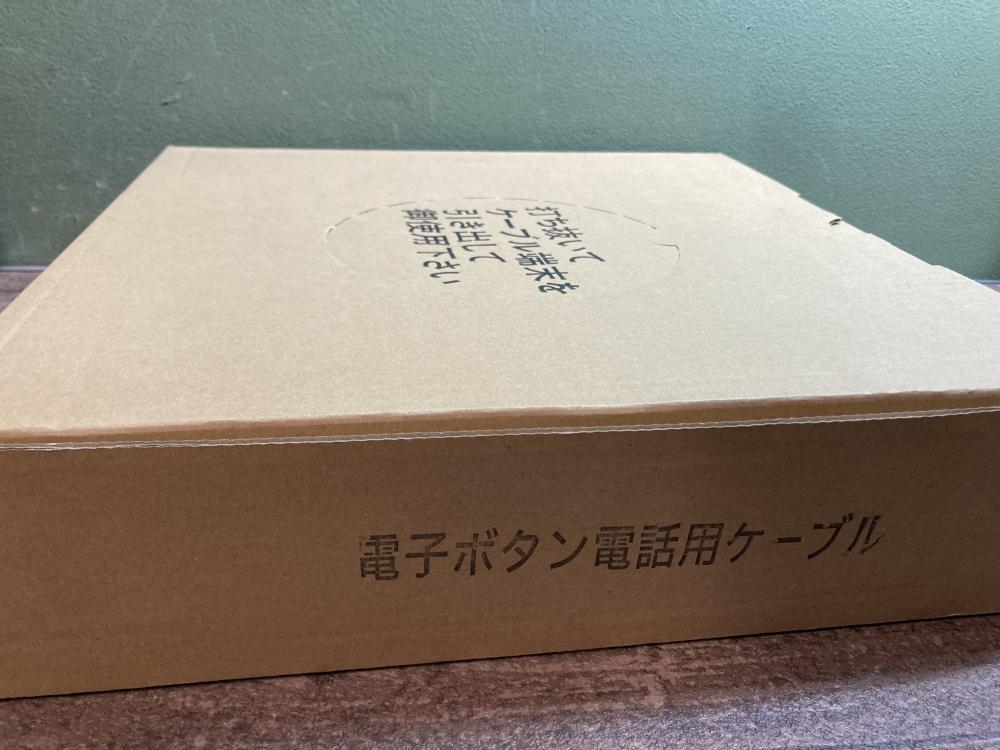 打ち抜いて
ケーブル端末を
引き出して
御使用下さい
電子ボタン電話用ケーブル